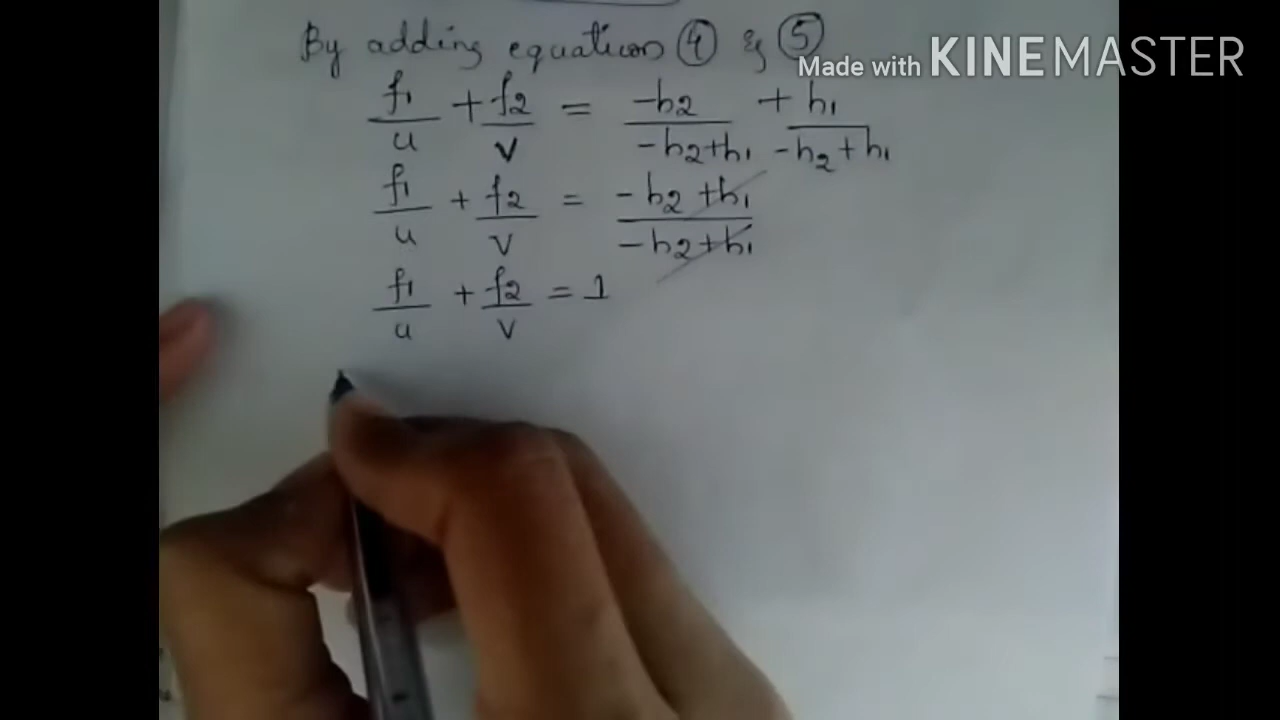 By adding equation ④ & ⑤
Made with KINEMASTER
f₁/u + f₂/v = -h₂/-h₂+h₁ + h₁/-h₂+h₁
f₁/u + f₂/v = -h₂+h₁/-h₂+h₁
f₁/u + f₂/v = 1